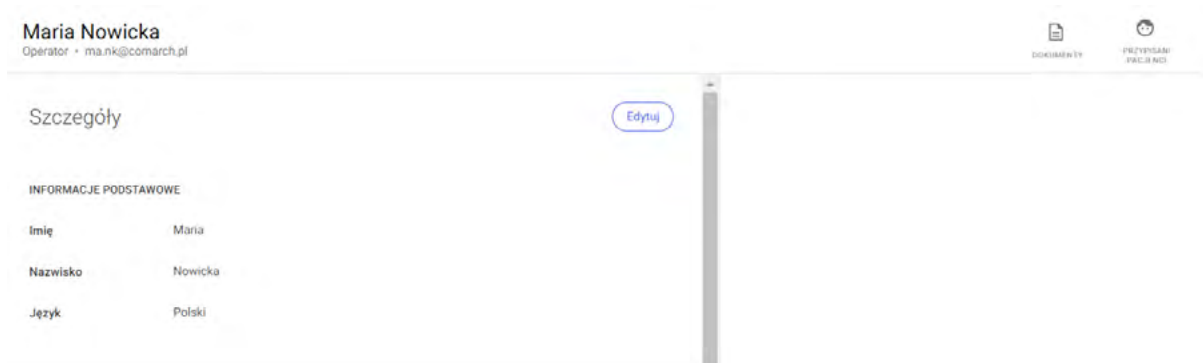 Maria Nowicka
Operator • ma.nk@comarch.pl
DOKUMENTY
PRZYPISANI
PACJENCI
Szczegóły
Edytuj
INFORMACJE PODSTAWOWE
Imię Maria
Nazwisko Nowicka
Język Polski